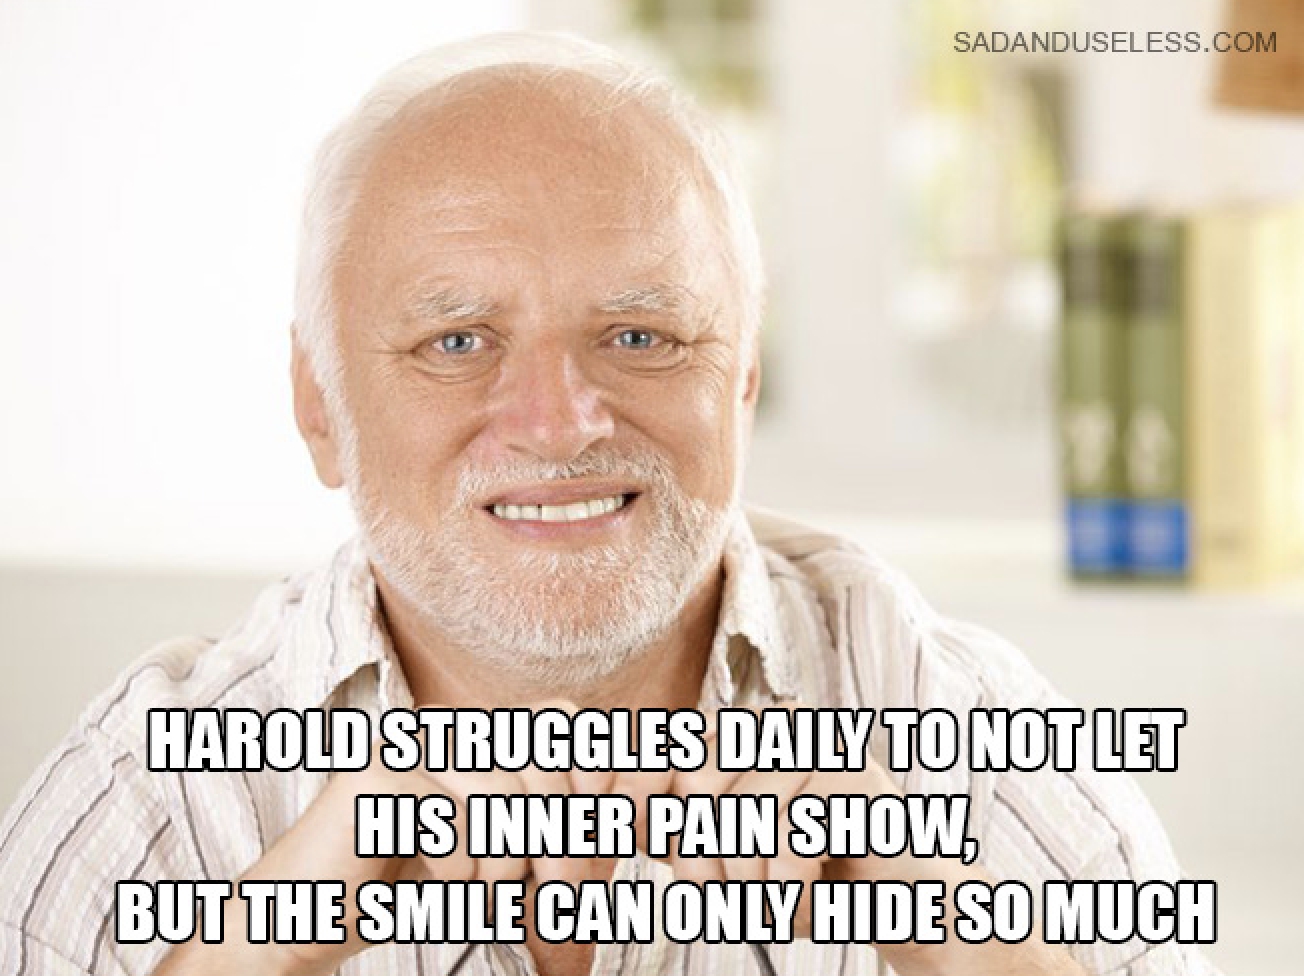 SADANDUSELESS.COM
HAROLD STRUGGLES DAILY TO NOT LET
HIS INNER PAIN SHOW,
BUT THE SMILE CAN ONLY HIDE SO MUCH